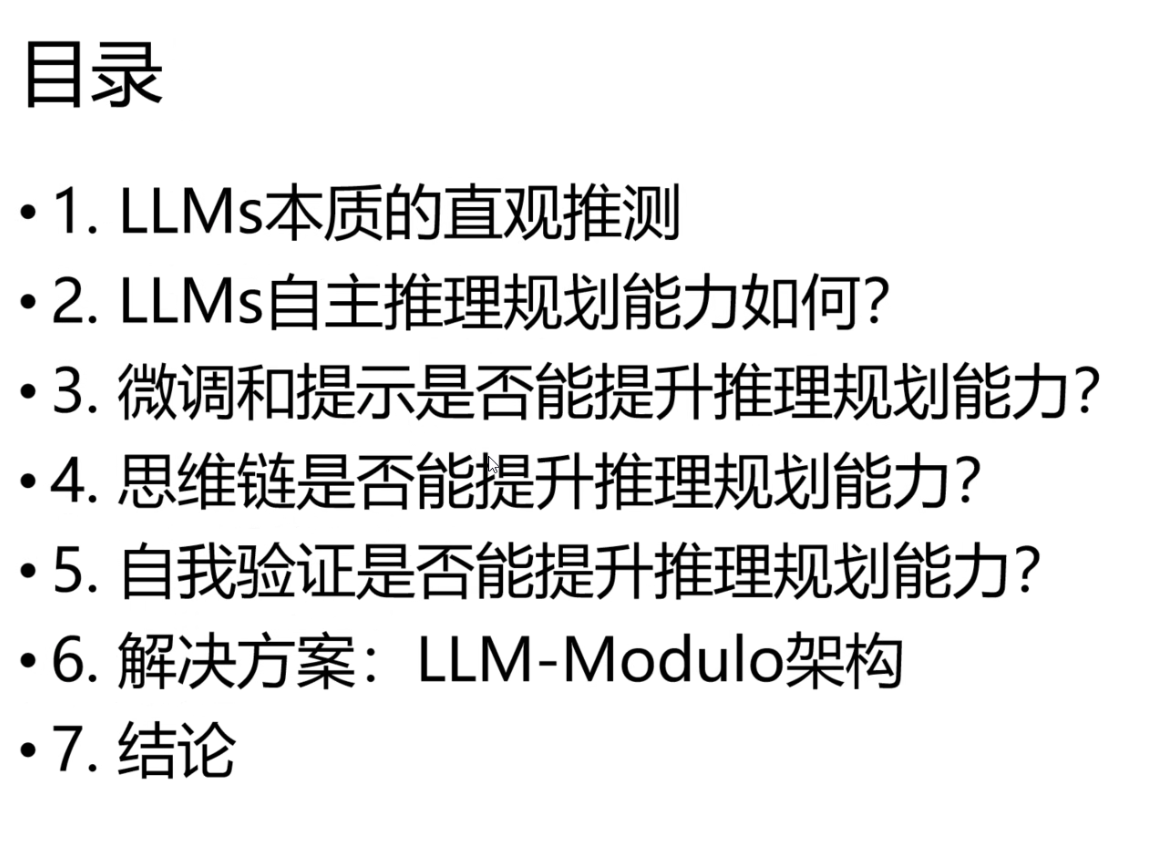 目录
• 1. LLMs本质的直观推测
• 2. LLMs自主推理规划能力如何？
• 3. 微调和提示是否能提升推理规划能力？
• 4. 思维链是否能提升推理规划能力？
• 5. 自我验证是否能提升推理规划能力？
• 6. 解决方案：LLM-Modulo架构
• 7. 结论